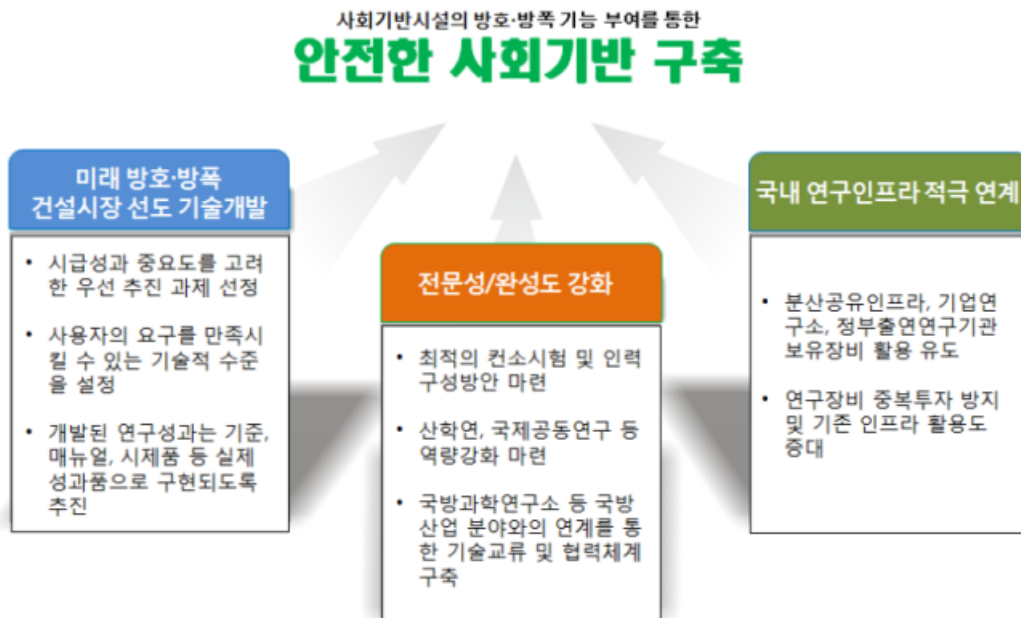 사회기반시설의 방호·방폭 기능 부여를 통한
안전한 사회기반 구축
미래 방호·방폭
건설시장 선도 기술개발
• 시급성과 중요도를 고려
한 우선 추진 과제 선정
• 사용자의 요구를 만족시
킬 수 있는 기술적 수준
을 설정
• 개발된 연구성과는 기준,
매뉴얼, 시제품 등 실제
성과품으로 구현되도록
추진
전문성/완성도 강화
• 최적의 컨소시험 및 인력
구성방안 마련
• 산학연, 국제공동연구 등
역량강화 마련
• 국방과학연구소 등 국방
산업 분야와의 연계를 통
한 기술교류 및 협력체계
구축
국내 연구인프라 적극 연계
• 분산공유인프라, 기업연
구소, 정부출연연구기관
보유장비 활용 유도
• 연구장비 중복투자 방지
및 기존 인프라 활용도
증대